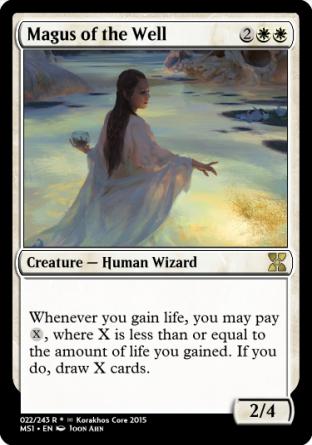 Magus of the Well 2
Creature — Human Wizard
Whenever you gain life, you may pay
X, where X is less than or equal to
the amount of life you gained. If you
do, draw X cards.
022/243 R * ∞ Korakhos Core 2015
MS1 • EN Joon Ahn
2/4